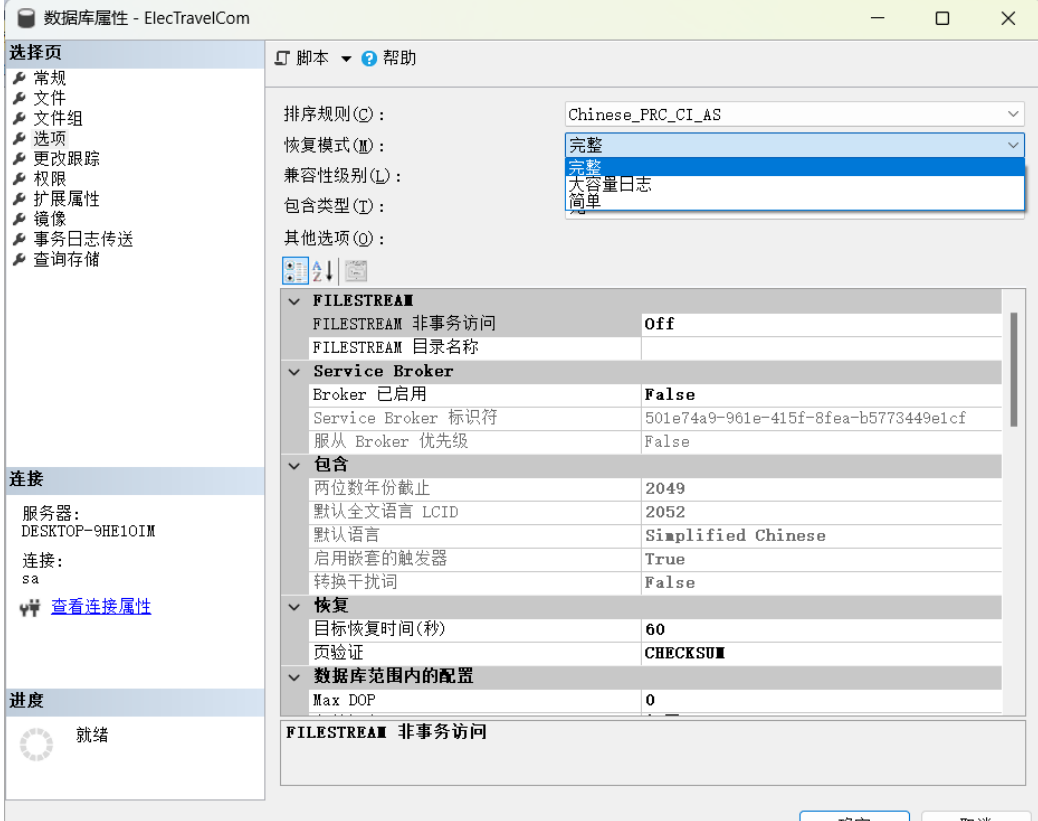 数据库属性 - ElecTravelCom
选择页
常规
文件
文件组
选项
更改跟踪
权限
扩展属性
镜像
事务日志传送
查询存储
连接
服务器:
DESKTOP-9HE1OIM
连接:
sa
查看连接属性
进度
就绪
脚本 帮助
排序规则(C): Chinese_PRC_CI_AS
恢复模式(M): 完整
完整
大容量日志
简单
兼容性级别(L):
包含类型(T):
其他选项(O):
FILESTREAM
FILESTREAM 非事务访问 Off
FILESTREAM 目录名称
Service Broker
Broker 已启用 False
Service Broker 标识符 501e74a9-961e-415f-8fea-b5773449e1cf
服从 Broker 优先级 False
包含
两位数年份截止 2049
默认全文语言 LCID 2052
默认语言 Simplified Chinese
启用嵌套的触发器 True
转换干扰词 False
恢复
目标恢复时间(秒) 60
页验证 CHECKSUM
数据库范围内的配置
Max DOP 0
FILESTREAM 非事务访问